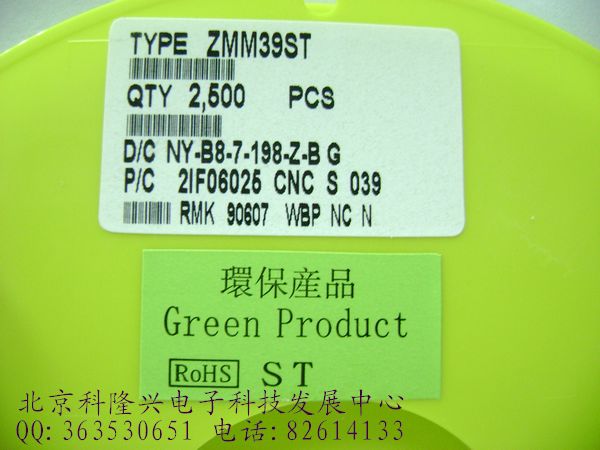 TYPE ZMM39ST
QTY 2,500 PCS
D/C NY-B8-7-198-Z-B G
P/C 2IF06025 CNC S 039
RMK 90607 WBP NC N
環保産品
Green Product
RoHS ST
北京科隆兴电子科技发展中心
QQ:363530651 电话:82614133